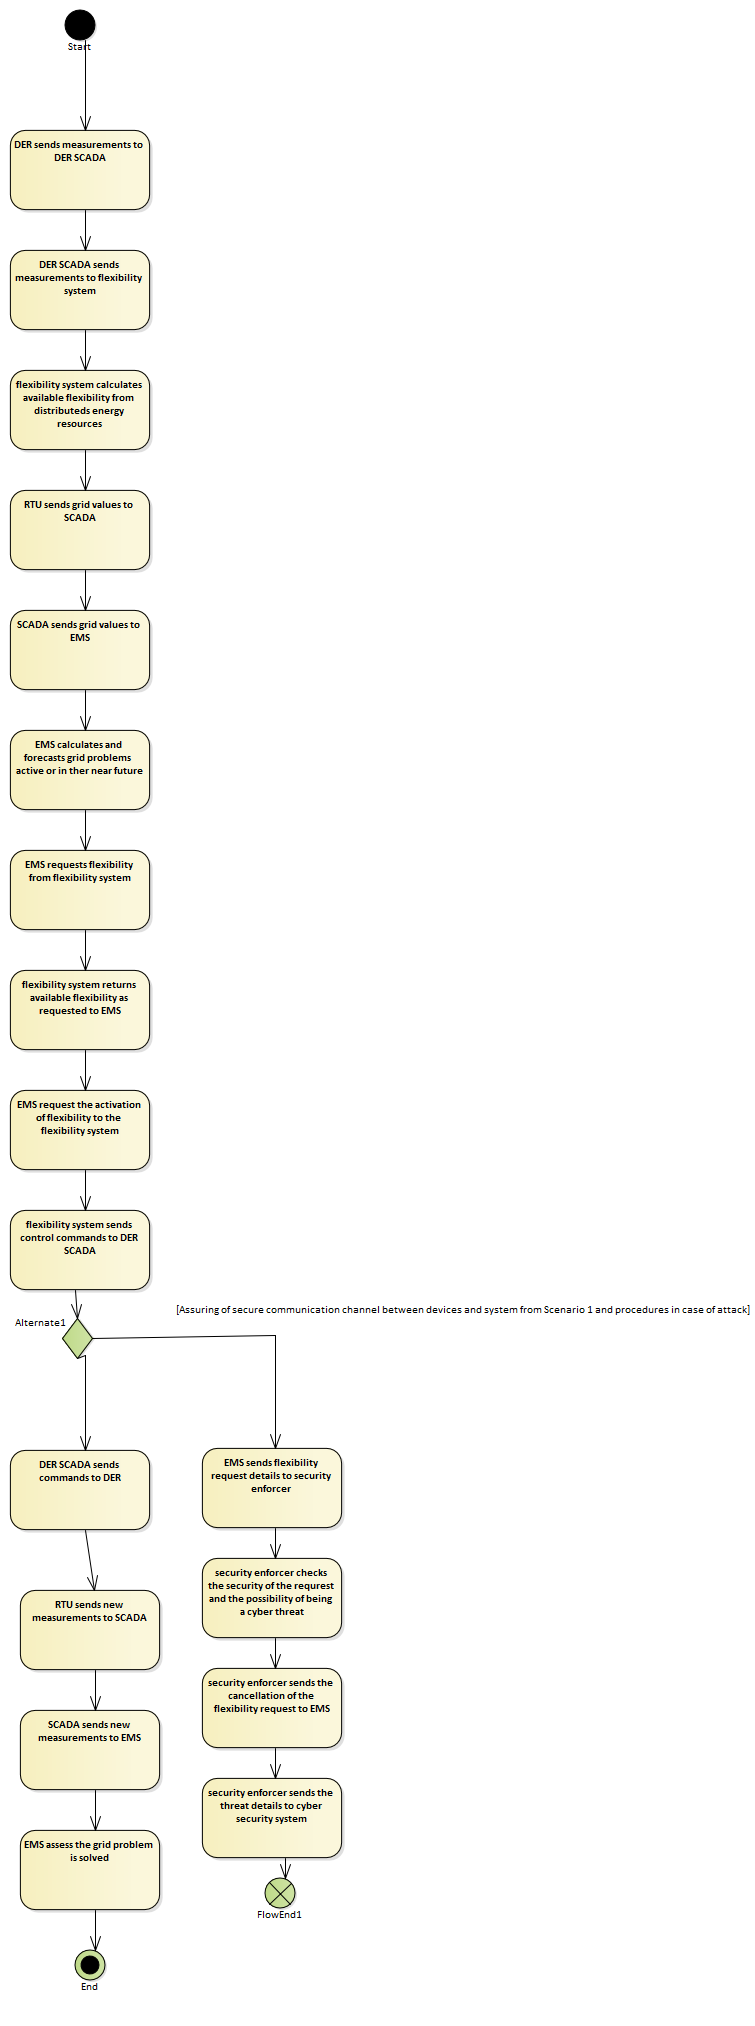 Start
DER sends measurements to
DER SCADA
DER SCADA sends
measurements to flexibility
system
flexibility system calculates
available flexibility from
distributeds energy
resources
RTU sends grid values to
SCADA
SCADA sends grid values to
EMS
EMS calculates and
forecasts grid problems
active or in ther near future
EMS requests flexibility
from flexibility system
flexibility system returns
available flexibility as
requested to EMS
EMS request the activation
of flexibility to the
flexibility system
flexibility system sends
control commands to DER
SCADA
[Assuring of secure communication channel between devices and system from Scenario 1 and procedures in case of attack]
Alternate1
DER SCADA sends
commands to DER
RTU sends new
measurements to SCADA
SCADA sends new
measurements to EMS
EMS assess the grid problem
is solved
End
EMS sends flexibility
request details to security
enforcer
security enforcer checks
the security of the requrest
and the possibility of being
a cyber threat
security enforcer sends the
cancellation of the
flexibility request to EMS
security enforcer sends the
threat details to cyber
security system
FlowEnd1